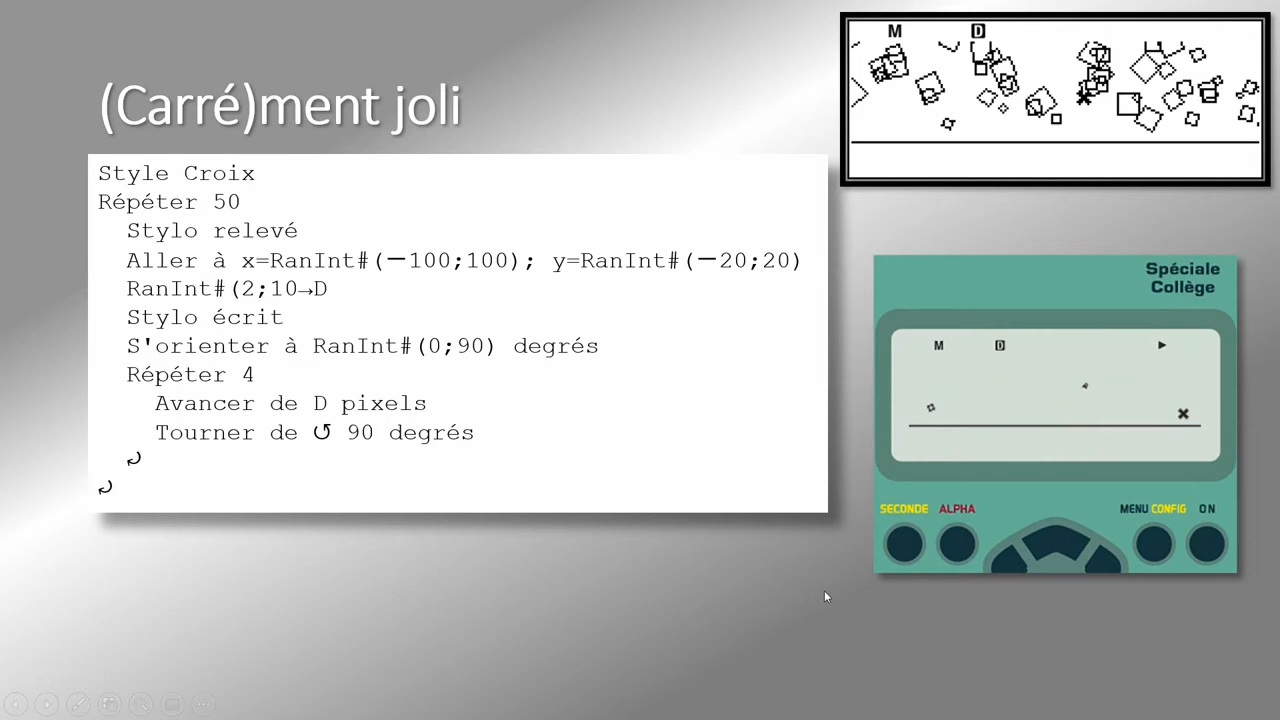 (Carré)ment joli
Style Croix
Répéter 50
Stylo relevé
Aller à x=RanInt#(−100;100); y=RanInt#(−20;20)
RanInt#(2;10→D
Stylo écrit
S'orienter à RanInt#(0;90) degrés
Répéter 4
Avancer de D pixels
Tourner de ↺ 90 degrés
⤶
⤶
M D
Spéciale
Collège
M D
SECONDE ALPHA MENU CONFIG ON